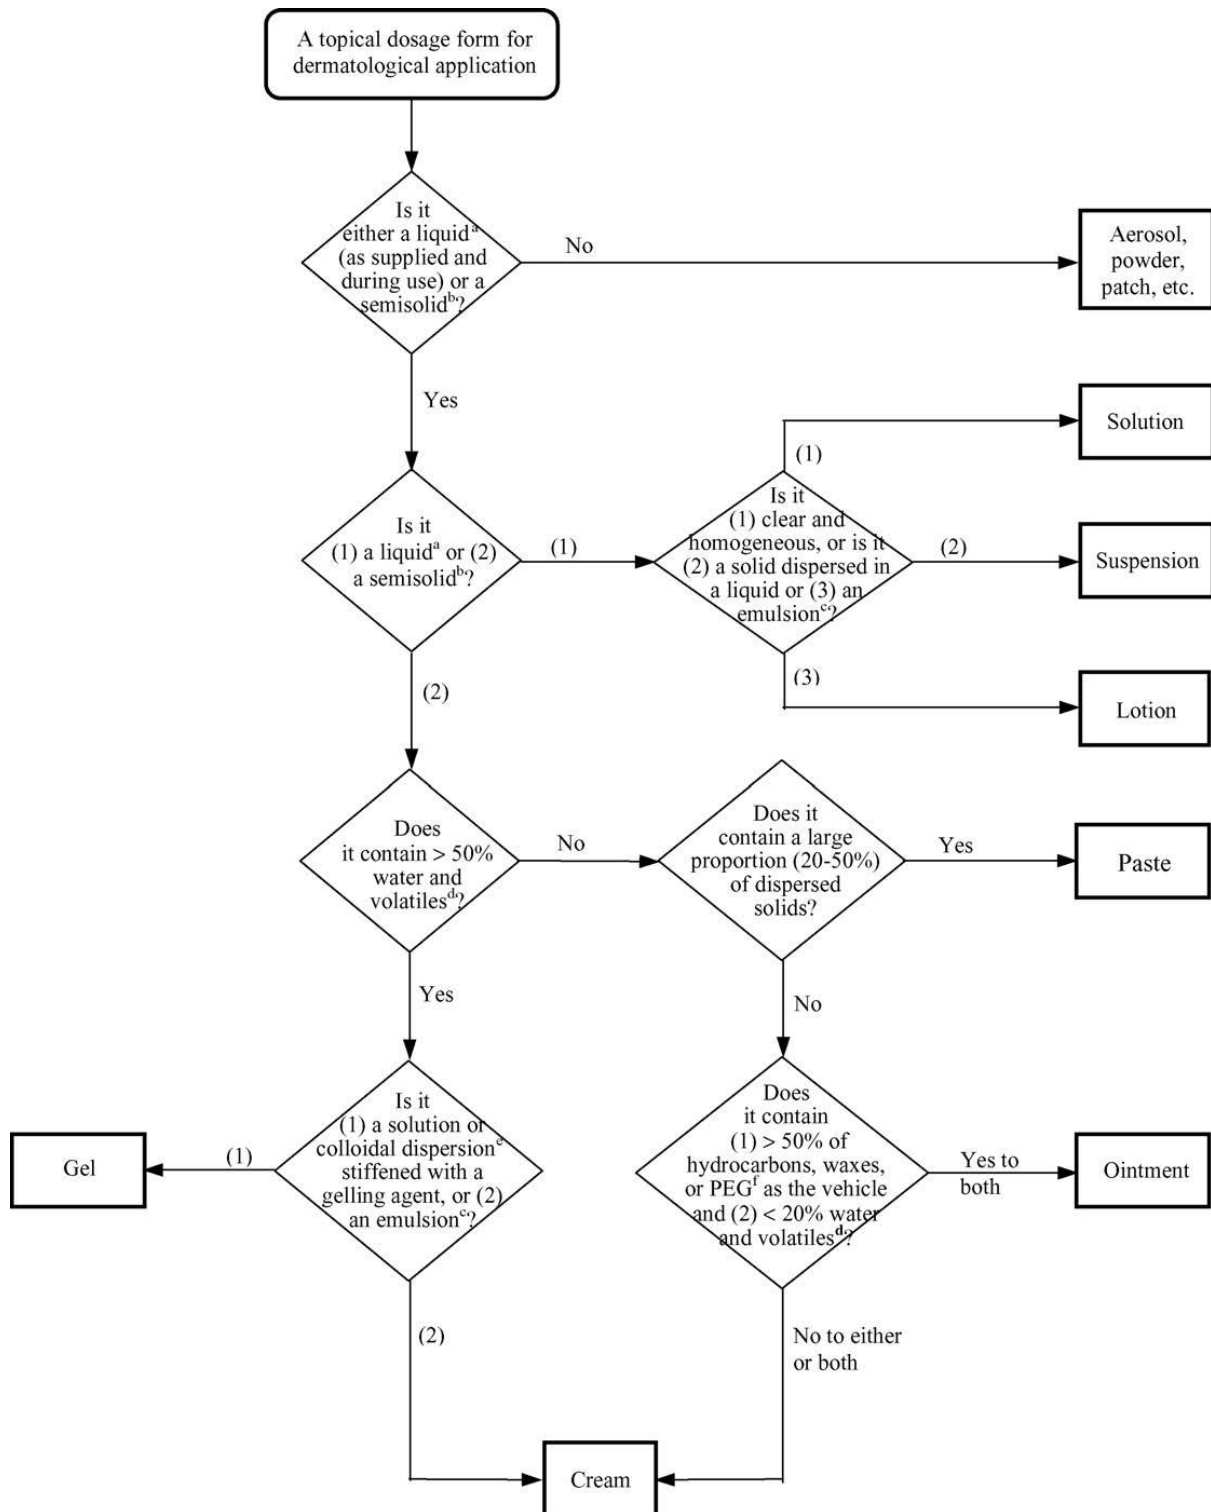 A topical dosage form for
dermatological application
Is it
either a liquidᵃ
(as supplied and
during use) or a
semisolidᵇ?
No
Aerosol,
powder,
patch, etc.
Yes
Is it
(1) a liquidᵃ or (2)
a semisolidᵇ?
(1)
Is it
(1) clear and
homogeneous, or is it
(2) a solid dispersed in
a liquid or (3) an
emulsionᶜ?
(1)
Solution
(2)
Suspension
(3)
Lotion
(2)
Does
it contain > 50%
water and
volatilesᵈ?
No
Does it
contain a large
proportion (20-50%)
of dispersed
solids?
Yes
Paste
Yes
No
Is it
(1) a solution or
colloidal dispersionᵉ
stiffened with a
gelling agent, or (2)
an emulsionᶜ?
(1)
Gel
Does
it contain
(1) > 50% of
hydrocarbons, waxes,
or PEGᶠ as the vehicle
and (2) < 20% water
and volatilesᵈ?
Yes to
both
Ointment
(2)
No to either
or both
Cream